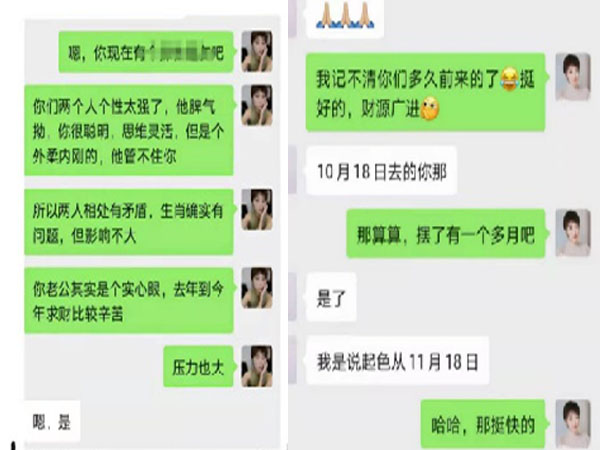 嗯，你现在有个吧
你们两个人个性太强了，他脾气
拗，你很聪明，思维灵活，但是个
外柔内刚的，他管不住你
所以两人相处有矛盾，生肖确实有
问题，但影响不大
你老公其实是个实心眼，去年到今
年求财比较辛苦
压力也大
嗯，是
我记不清你们多久前来的了😂挺
好的，财源广进
10月18日去的你那
那算算，摆了有一个多月吧
是了
我是说起色从11月18日
哈哈，那挺快的